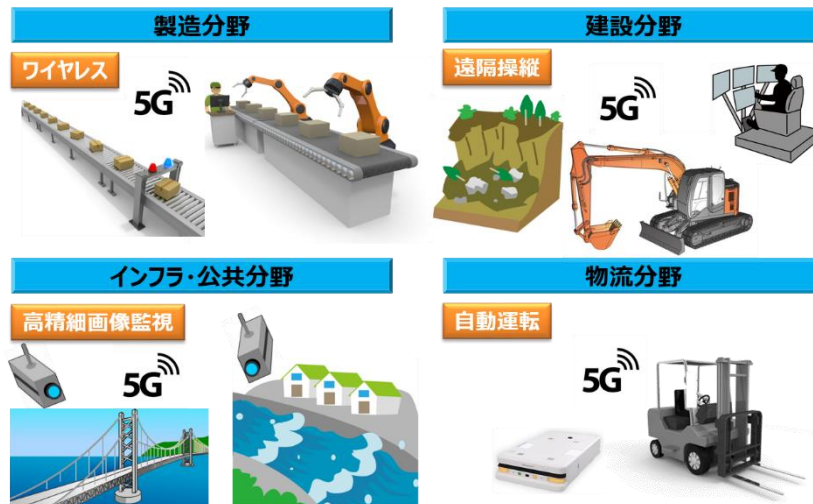 製造分野
ワイヤレス
5G
建設分野
遠隔操縦
5G
インフラ・公共分野
高精細画像監視
5G
物流分野
自動運転
5G